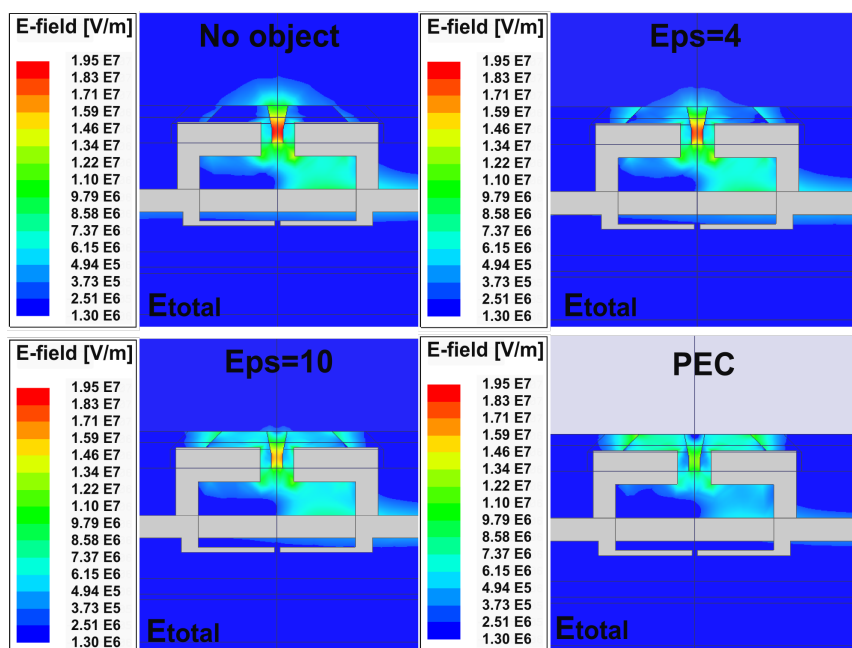 E-field [V/m]
1.95 E7
1.83 E7
1.71 E7
1.59 E7
1.46 E7
1.34 E7
1.22 E7
1.10 E7
9.79 E6
8.58 E6
7.37 E6
6.15 E6
4.94 E5
3.73 E5
2.51 E6
1.30 E6
No object
Etotal
E-field [V/m]
1.95 E7
1.83 E7
1.71 E7
1.59 E7
1.46 E7
1.34 E7
1.22 E7
1.10 E7
9.79 E6
8.58 E6
7.37 E6
6.15 E6
4.94 E5
3.73 E5
2.51 E6
1.30 E6
Eps=4
Etotal
E-field [V/m]
1.95 E7
1.83 E7
1.71 E7
1.59 E7
1.46 E7
1.34 E7
1.22 E7
1.10 E7
9.79 E6
8.58 E6
7.37 E6
6.15 E6
4.94 E5
3.73 E5
2.51 E6
1.30 E6
Eps=10
Etotal
E-field [V/m]
1.95 E7
1.83 E7
1.71 E7
1.59 E7
1.46 E7
1.34 E7
1.22 E7
1.10 E7
9.79 E6
8.58 E6
7.37 E6
6.15 E6
4.94 E5
3.73 E5
2.51 E6
1.30 E6
PEC
Etotal